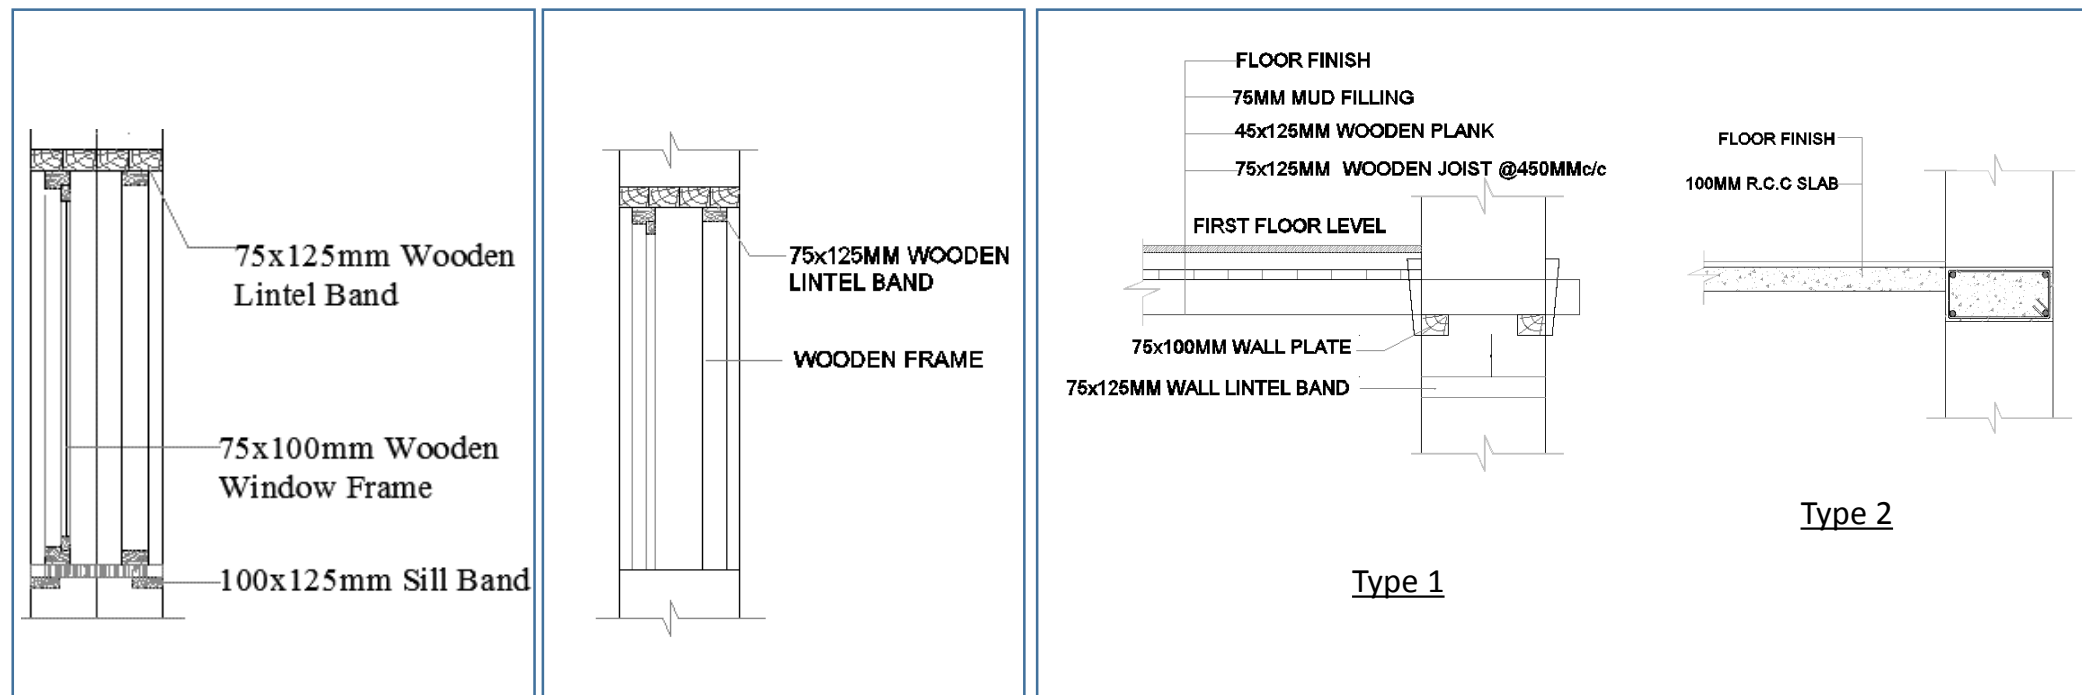 75x125mm Wooden
Lintel Band
75x100mm Wooden
Window Frame
100x125mm Sill Band
75x125MM WOODEN
LINTEL BAND
WOODEN FRAME
FLOOR FINISH
75MM MUD FILLING
45x125MM WOODEN PLANK
75x125MM WOODEN JOIST @450MMc/c
FIRST FLOOR LEVEL
75x100MM WALL PLATE
75x125MM WALL LINTEL BAND
Type 1
FLOOR FINISH
100MM R.C.C SLAB
Type 2